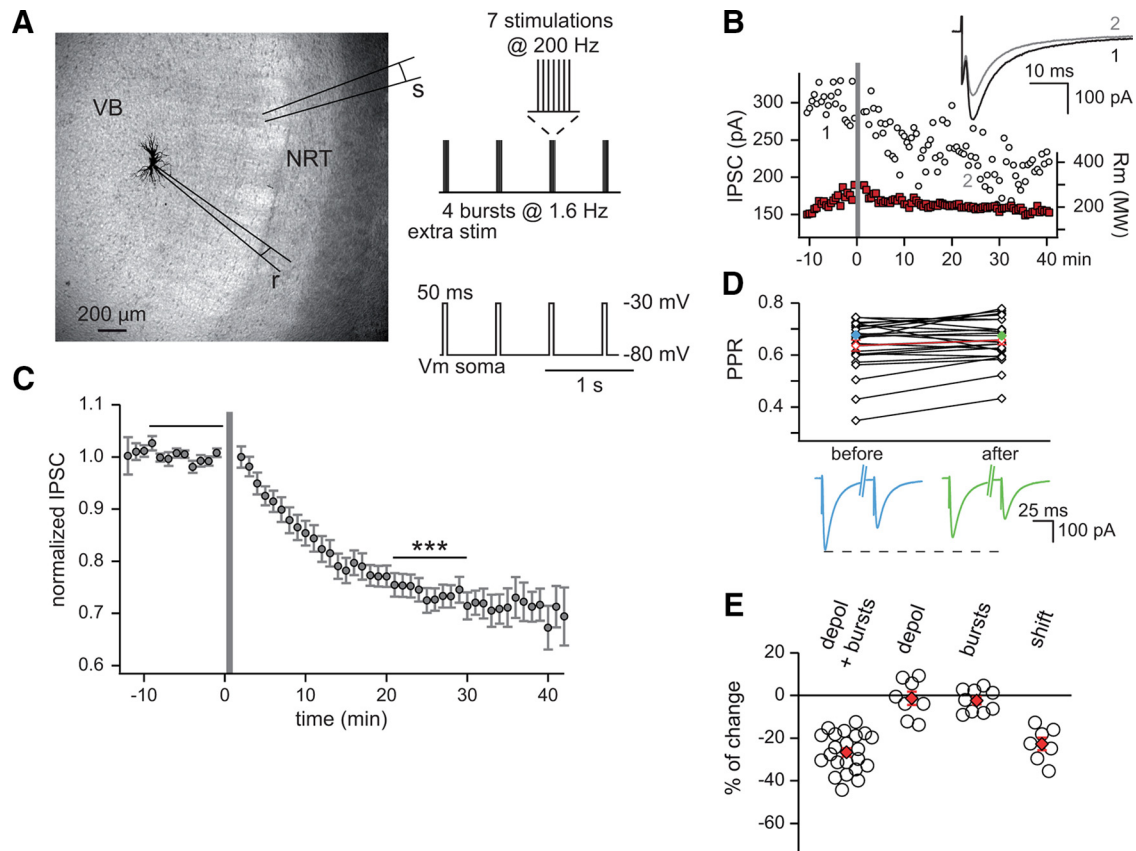 A
VB
NRT
s
r
200 µm
7 stimulations
@ 200 Hz
4 bursts @ 1.6 Hz
extra stim
50 ms
-30 mV
-80 mV
Vm soma
1 s
B
2
1
10 ms
100 pA
IPSC (pA)
300
250
200
150
1
2
400
200
Rm (MW)
-10 0 10 20 30 40 min
C
normalized IPSC
1.1
1.0
0.9
0.8
0.7
0.6
***
-10 0 10 20 30 40
time (min)
D
PPR
0.8
0.6
0.4
before after
25 ms
100 pA
E
depol
+ bursts
depol
bursts
shift
% of change
20
0
-20
-40
-60